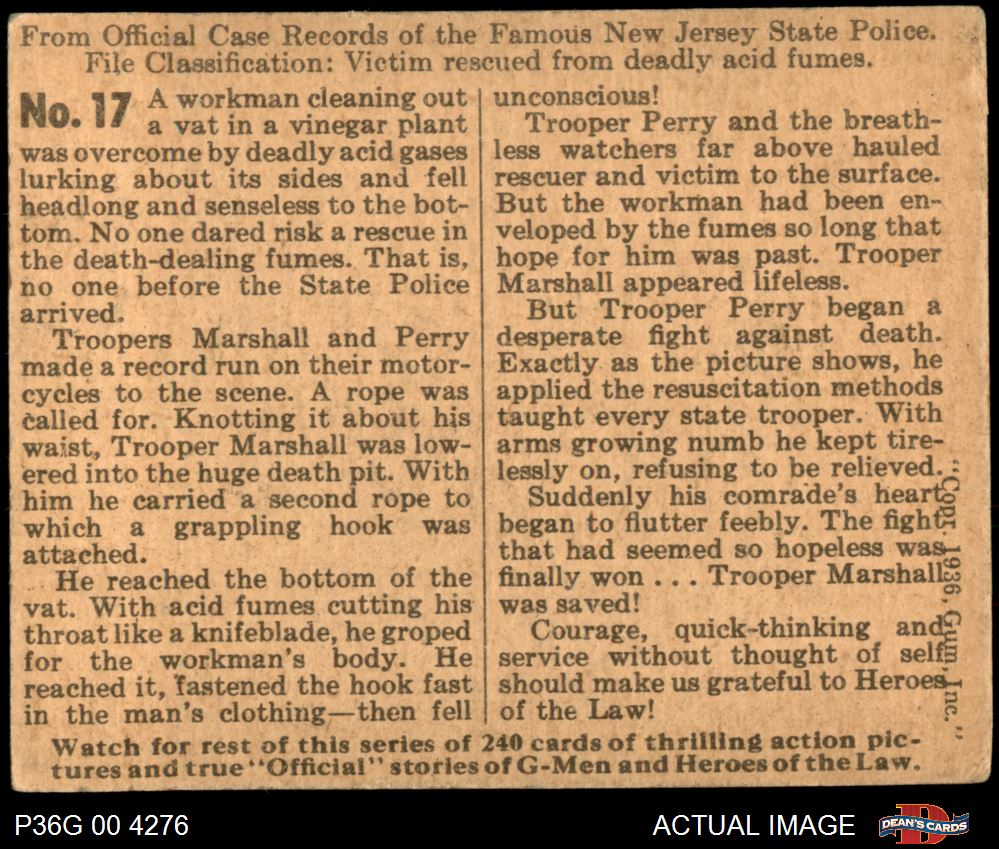 From Official Case Records of the Famous New Jersey State Police.
File Classification: Victim rescued from deadly acid fumes.
No. 17 A workman cleaning out
a vat in a vinegar plant
was overcome by deadly acid gases
lurking about its sides and fell
headlong and senseless to the bot-
tom. No one dared risk a rescue in
the death-dealing fumes. That is,
no one before the State Police
arrived.
Troopers Marshall and Perry
made a record run on their motor-
cycles to the scene. A rope was
called for. Knotting it about his
waist, Trooper Marshall was low-
ered into the huge death pit. With
him he carried a second rope to
which a grappling hook was
attached.
He reached the bottom of the
vat. With acid fumes cutting his
throat like a knifeblade, he groped
for the workman's body. He
reached it, fastened the hook fast
in the man's clothing—then fell
unconscious!
Trooper Perry and the breath-
less watchers far above hauled
rescuer and victim to the surface.
But the workman had been en-
veloped by the fumes so long that
hope for him was past. Trooper
Marshall appeared lifeless.
But Trooper Perry began a
desperate fight against death.
Exactly as the picture shows, he
applied the resuscitation methods
taught every state trooper. With
arms growing numb he kept tire-
lessly on, refusing to be relieved.
Suddenly his comrade's heart
began to flutter feebly. The fight
that had seemed so hopeless was
finally won . . . Trooper Marshall
was saved!
Courage, quick-thinking and
service without thought of self,
should make us grateful to Heroes
of the Law!
"Copr. 1936, Gum, Inc."
Watch for rest of this series of 240 cards of thrilling action pic-
tures and true "Official" stories of G-Men and Heroes of the Law.
P36G 00 4276
ACTUAL IMAGE
DEAN'S CARDS